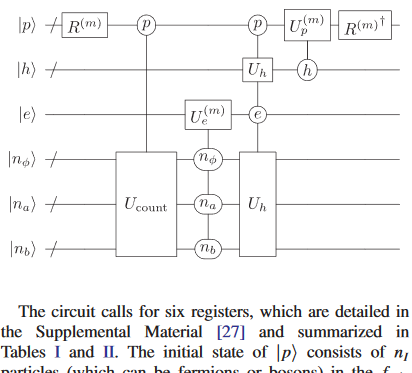 |p⟩ R^(m) p p U_p^(m) R^(m)†
|h⟩ U_h h
|e⟩ U_e^(m) e
|n_ϕ⟩ n_ϕ
|n_a⟩ U_count n_a U_h
|n_b⟩ n_b
The circuit calls for six registers, which are detailed in
the Supplemental Material [27] and summarized in
Tables I and II. The initial state of |p⟩ consists of n_I
particles (which can be fermions or bosons) in the